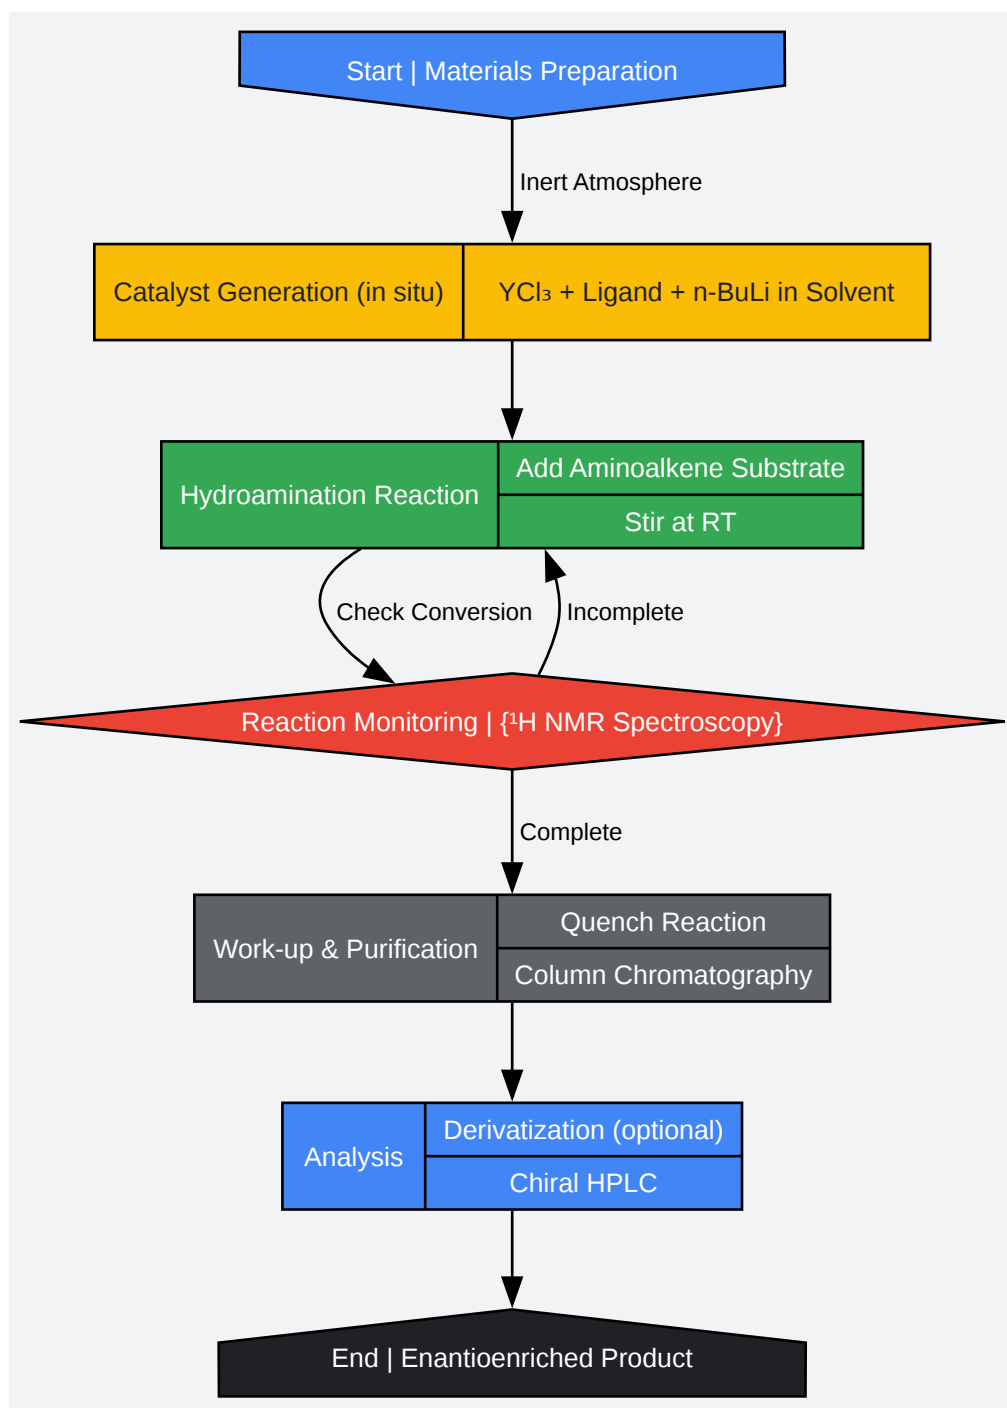 Start | Materials Preparation
Inert Atmosphere
Catalyst Generation (in situ)
YCl₃ + Ligand + n-BuLi in Solvent
Hydroamination Reaction
Add Aminoalkene Substrate
Stir at RT
Check Conversion
Incomplete
Reaction Monitoring | {¹H NMR Spectroscopy}
Complete
Work-up & Purification
Quench Reaction
Column Chromatography
Analysis
Derivatization (optional)
Chiral HPLC
End | Enantioenriched Product